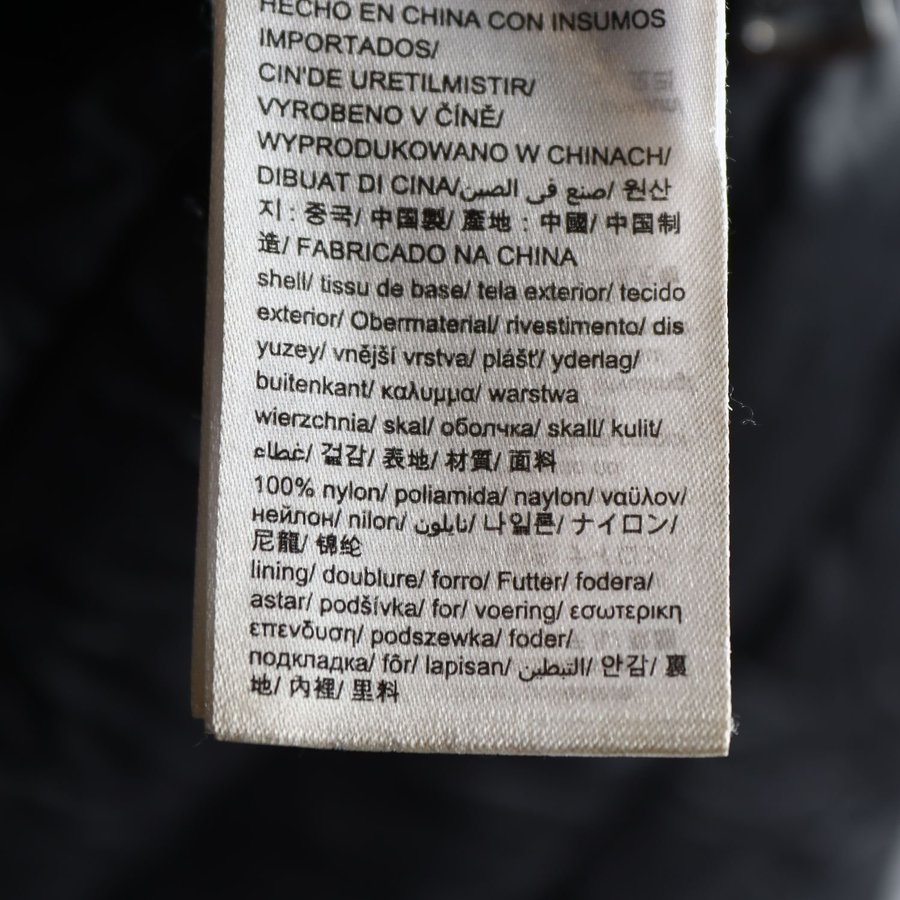 HECHO EN CHINA CON INSUMOS
IMPORTADOS/
CIN'DE URETILMISTIR/
VYROBENO V ČÍNĚ/
WYPRODUKOWANO W CHINACH/
DIBUAT DI CINA/صنع في الصين/ 원산
지 : 중국/ 中国製/ 產地 : 中國/ 中国制
造/ FABRICADO NA CHINA
shell/ tissu de base/ tela exterior/ tecido
exterior/ Obermaterial/ rivestimento/ dis
yuzey/ vnější vrstva/ plášť/ yderlag/
buitenkant/ καλυμμα/ warstwa
wierzchnia/ skal/ оболчка/ skall/ kulit/
غطاء/ 겉감/ 表地/ 材質/ 面料
100% nylon/ poliamida/ naylon/ ναϋλον/
нейлон/ nilon/ نايلون/ 나일론/ ナイロン/
尼龍/ 锦纶
lining/ doublure/ forro/ Futter/ fodera/
astar/ podšívka/ for/ voering/ εσωτερικη
επενδυση/ podszewka/ foder/
подкладка/ fôr/ lapisan/ التبطين/ 안감/ 裏
地/ 內裡/ 里料